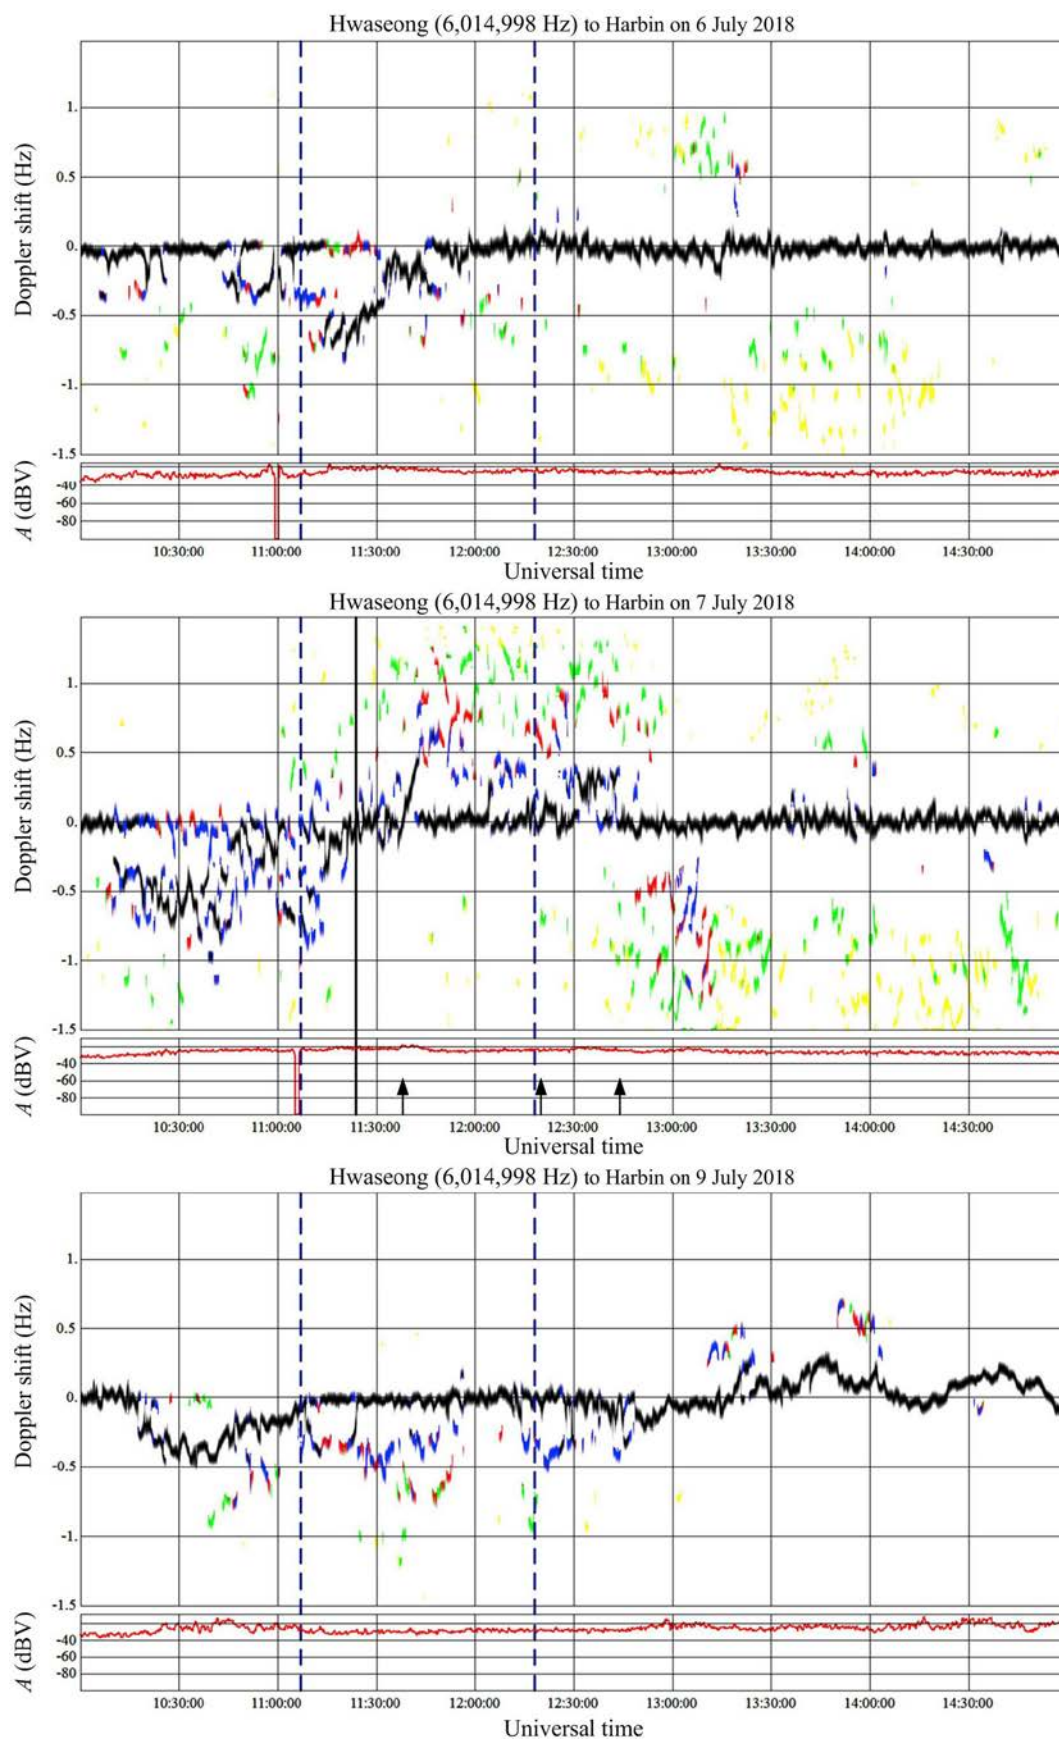 Hwaseong (6,014,998 Hz) to Harbin on 6 July 2018
Doppler shift (Hz)
1.
0.5
0.
-0.5
-1.
-1.5
A (dBV)
-40
-60
-80
10:30:00 11:00:00 11:30:00 12:00:00 12:30:00 13:00:00 13:30:00 14:00:00 14:30:00
Universal time
Hwaseong (6,014,998 Hz) to Harbin on 7 July 2018
Doppler shift (Hz)
1.
0.5
0.
-0.5
-1.
-1.5
A (dBV)
-40
-60
-80
10:30:00 11:00:00 11:30:00 12:00:00 12:30:00 13:00:00 13:30:00 14:00:00 14:30:00
Universal time
Hwaseong (6,014,998 Hz) to Harbin on 9 July 2018
Doppler shift (Hz)
1.
0.5
0.
-0.5
-1.
-1.5
A (dBV)
-40
-60
-80
10:30:00 11:00:00 11:30:00 12:00:00 12:30:00 13:00:00 13:30:00 14:00:00 14:30:00
Universal time